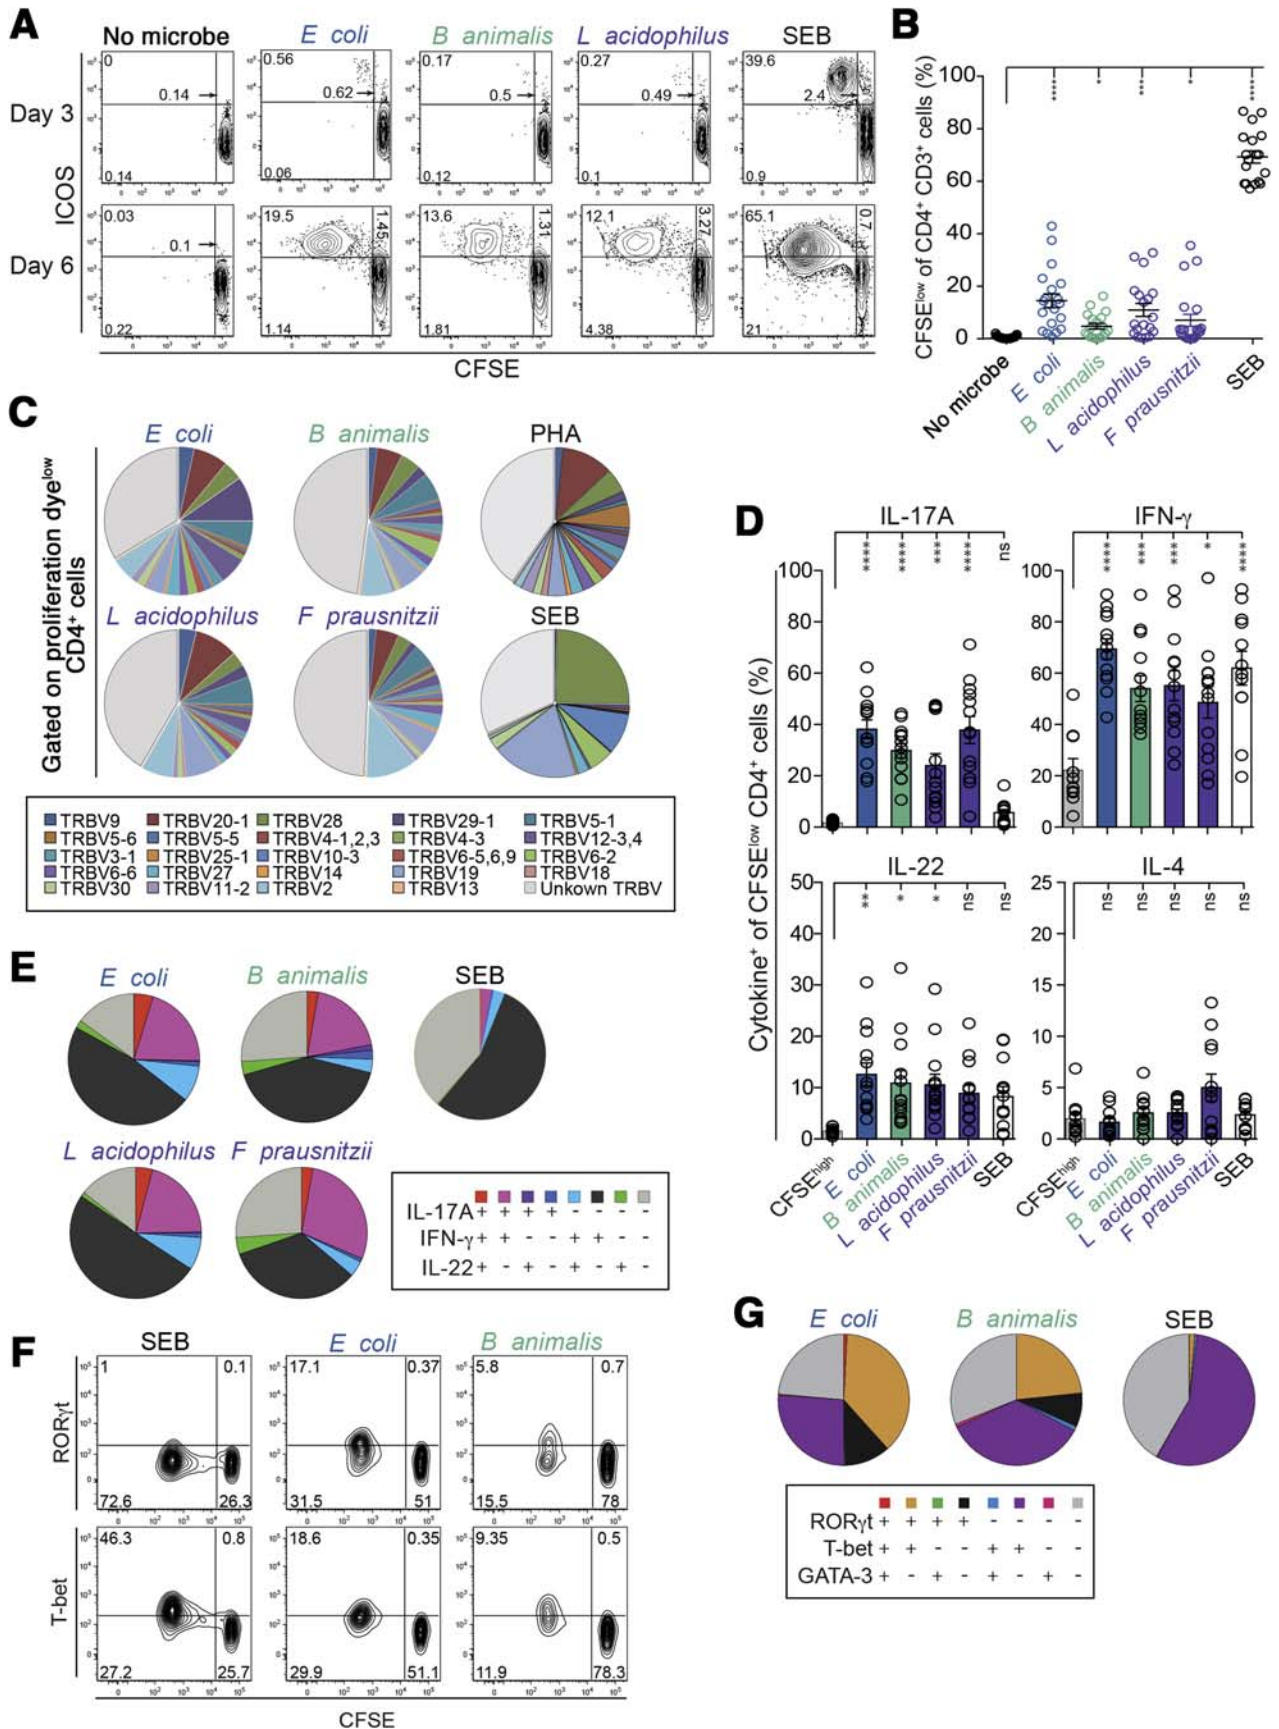 A
No microbe
E coli
B animalis
L acidophilus
SEB
ICOS
Day 3
0
0.14
0.14
0.56
0.62
0.06
0.17
0.5
0.12
0.27
0.49
0.1
39.6
2.4
0.9
Day 6
0.03
0.1
0.22
19.5
1.45
1.14
13.6
1.31
1.81
12.1
3.27
4.38
65.1
0.7
21
CFSE
B
CFSElow of CD4+ CD3+ cells (%)
100
80
60
40
20
0
****
*
****
*
****
No microbe
E coli
B animalis
L acidophilus
F prausnitzii
SEB
C
Gated on proliferation dyelow
CD4+ cells
E coli
B animalis
PHA
L acidophilus
F prausnitzii
SEB
TRBV9 TRBV20-1 TRBV28 TRBV29-1 TRBV5-1
TRBV5-6 TRBV5-5 TRBV4-1,2,3 TRBV4-3 TRBV12-3,4
TRBV3-1 TRBV25-1 TRBV10-3 TRBV6-5,6,9 TRBV6-2
TRBV6-6 TRBV27 TRBV14 TRBV19 TRBV18
TRBV30 TRBV11-2 TRBV2 TRBV13 Unkown TRBV
D
Cytokine+ of CFSElow CD4+ cells (%)
IL-17A
**** **** *** **** ns
100
80
60
40
20
0
IFN-γ
**** *** *** * ****
100
80
60
40
20
0
IL-22
** * * ns ns
50
40
30
20
10
0
IL-4
ns ns ns ns ns
25
20
15
10
5
0
CFSEhigh
E coli
B animalis
L acidophilus
F prausnitzii
SEB
CFSEhigh
E coli
B animalis
L acidophilus
F prausnitzii
SEB
E
E coli
B animalis
SEB
L acidophilus
F prausnitzii
IL-17A + + + + - - - -
IFN-γ + + - - + + - -
IL-22 + - + - + - + -
F
SEB
E coli
B animalis
RORγt
1
0.1
72.6
26.3
17.1
0.37
31.5
51
5.8
0.7
15.5
78
T-bet
46.3
0.8
27.2
25.7
18.6
0.35
29.9
51.1
9.35
0.5
11.9
78.3
CFSE
G
E coli
B animalis
SEB
RORγt + + + + - - - -
T-bet + + - - + + - -
GATA-3 + - + - + - + -